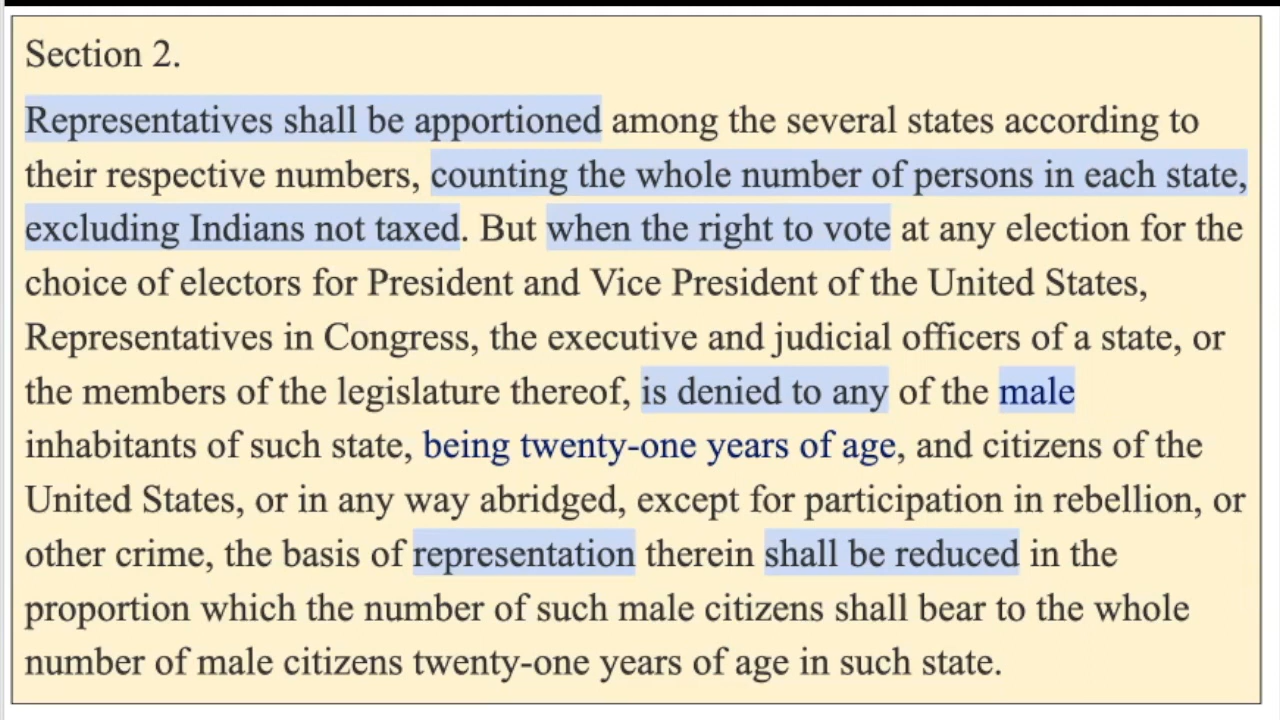 Section 2.
Representatives shall be apportioned among the several states according to
their respective numbers, counting the whole number of persons in each state,
excluding Indians not taxed. But when the right to vote at any election for the
choice of electors for President and Vice President of the United States,
Representatives in Congress, the executive and judicial officers of a state, or
the members of the legislature thereof, is denied to any of the male
inhabitants of such state, being twenty-one years of age, and citizens of the
United States, or in any way abridged, except for participation in rebellion, or
other crime, the basis of representation therein shall be reduced in the
proportion which the number of such male citizens shall bear to the whole
number of male citizens twenty-one years of age in such state.